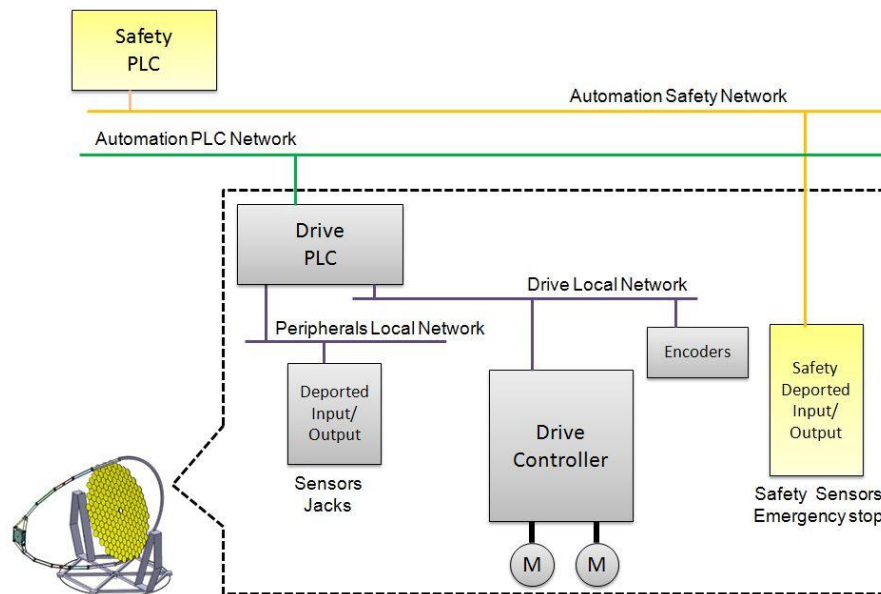 Safety
PLC
Automation Safety Network
Automation PLC Network
Drive
PLC
Drive Local Network
Peripherals Local Network
Encoders
Deported
Input/
Output
Sensors
Jacks
Drive
Controller
M
M
Safety
Deported
Input/
Output
Safety Sensors
Emergency stop